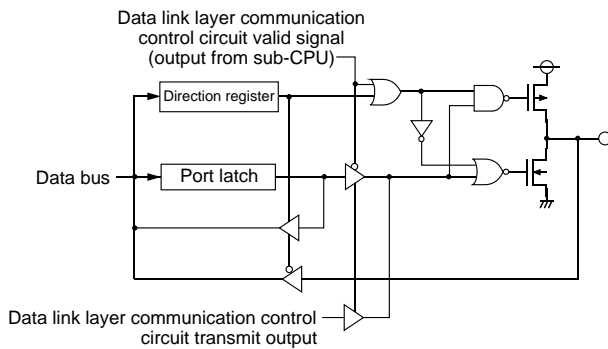 Data link layer communication
control circuit valid signal
(output from sub-CPU)
Direction register
Data bus
Port latch
Data link layer communication control
circuit transmit output